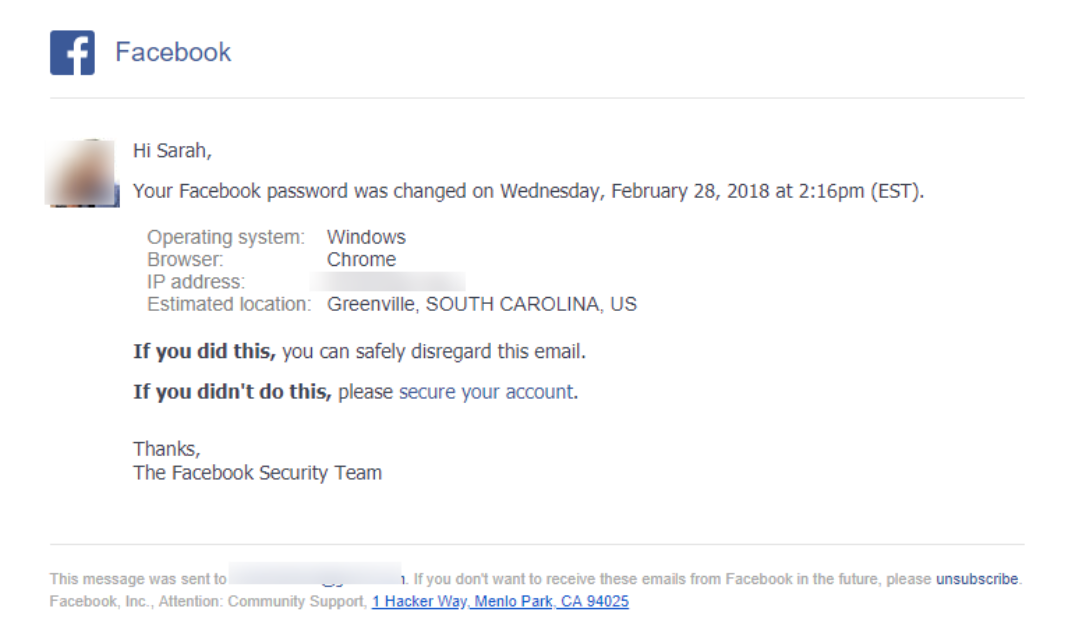 Facebook
Hi Sarah,
Your Facebook password was changed on Wednesday, February 28, 2018 at 2:16pm (EST).
Operating system: Windows
Browser: Chrome
IP address:
Estimated location: Greenville, SOUTH CAROLINA, US
If you did this, you can safely disregard this email.
If you didn't do this, please secure your account.
Thanks,
The Facebook Security Team
This message was sent to . If you don't want to receive these emails from Facebook in the future, please unsubscribe.
Facebook, Inc., Attention: Community Support, 1 Hacker Way, Menlo Park, CA 94025